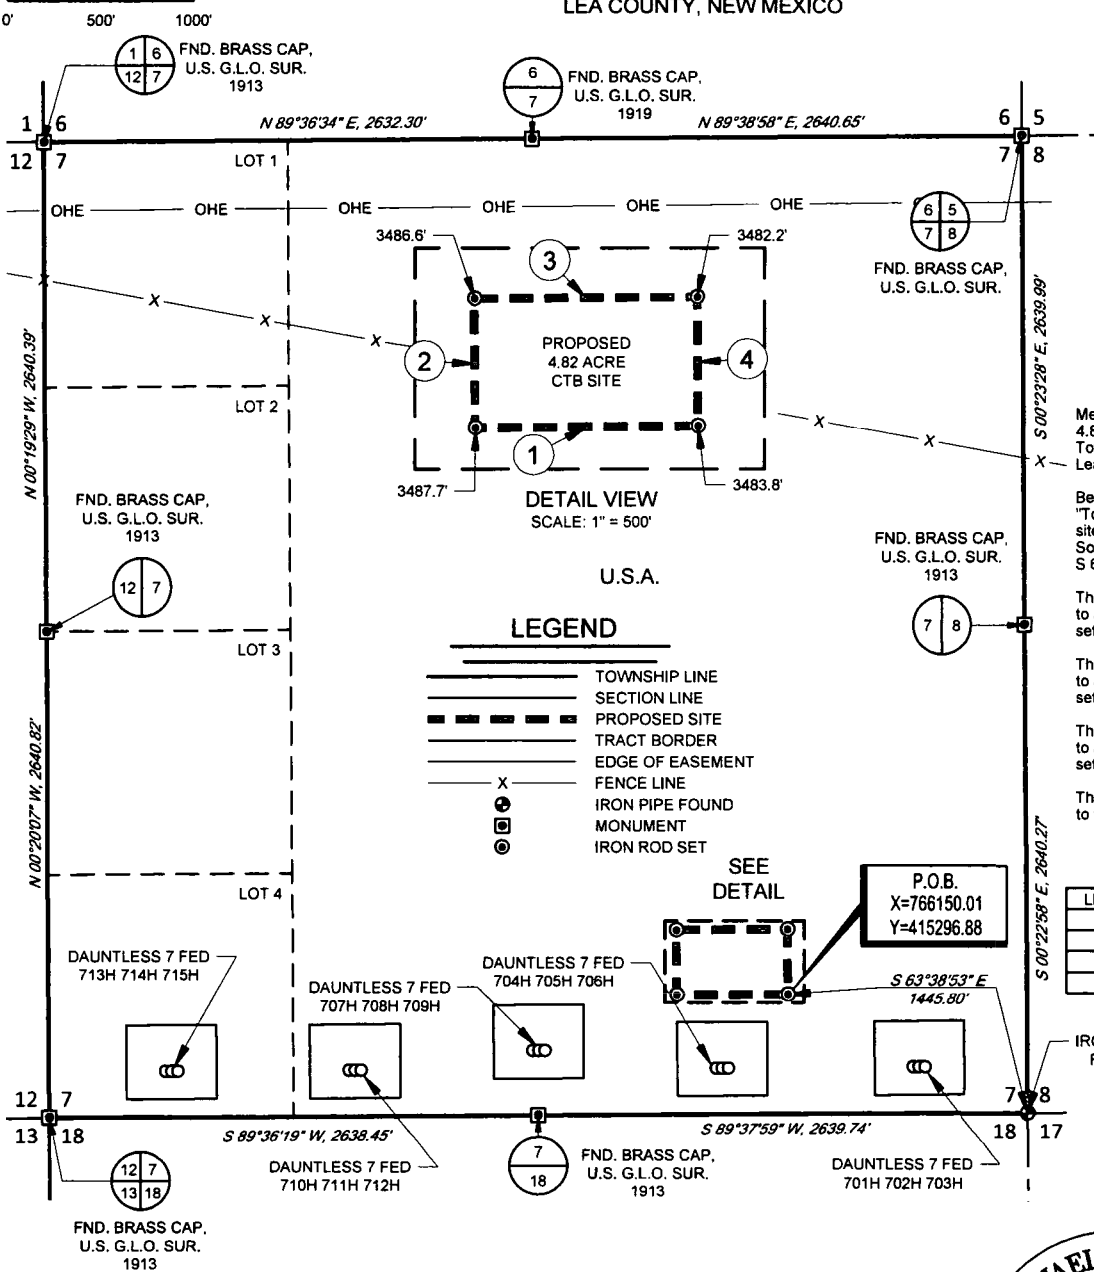 LEA COUNTY, NEW MEXICO
0' 500' 1000'
1 6
12 7
FND. BRASS CAP,
U.S. G.L.O. SUR.
1913
6
7
FND. BRASS CAP,
U.S. G.L.O. SUR.
1919
1 6
12 7
N 89°36'34" E, 2632.30'
N 89°38'58" E, 2640.65'
6 5
7 8
LOT 1
OHE OHE OHE OHE OHE OHE
6 5
7 8
FND. BRASS CAP,
U.S. G.L.O. SUR.
3486.6'
3482.2'
3
X X X X
PROPOSED
4.82 ACRE
CTB SITE
2
4
1
3487.7'
3483.8'
X X X
DETAIL VIEW
SCALE: 1" = 500'
N 00°19'29" W, 2640.39'
S 00°23'28" E, 2639.99'
LOT 2
FND. BRASS CAP,
U.S. G.L.O. SUR.
1913
12 7
FND. BRASS CAP,
U.S. G.L.O. SUR.
1913
7 8
U.S.A.
LOT 3
LEGEND
TOWNSHIP LINE
SECTION LINE
PROPOSED SITE
TRACT BORDER
EDGE OF EASEMENT
X FENCE LINE
IRON PIPE FOUND
MONUMENT
IRON ROD SET
N 00°20'07" W, 2640.82'
S 00°22'58" E, 2640.27'
LOT 4
SEE
DETAIL
P.O.B.
X=766150.01
Y=415296.88
S 63°38'53" E
1445.80'
DAUNTLESS 7 FED
713H 714H 715H
DAUNTLESS 7 FED
707H 708H 709H
DAUNTLESS 7 FED
704H 705H 706H
12 7
13 18
7 8
18 17
S 89°36'19" W, 2638.45'
S 89°37'59" W, 2639.74'
12 7
13 18
FND. BRASS CAP,
U.S. G.L.O. SUR.
1913
DAUNTLESS 7 FED
710H 711H 712H
7
18
FND. BRASS CAP,
U.S. G.L.O. SUR.
1913
DAUNTLESS 7 FED
701H 702H 703H